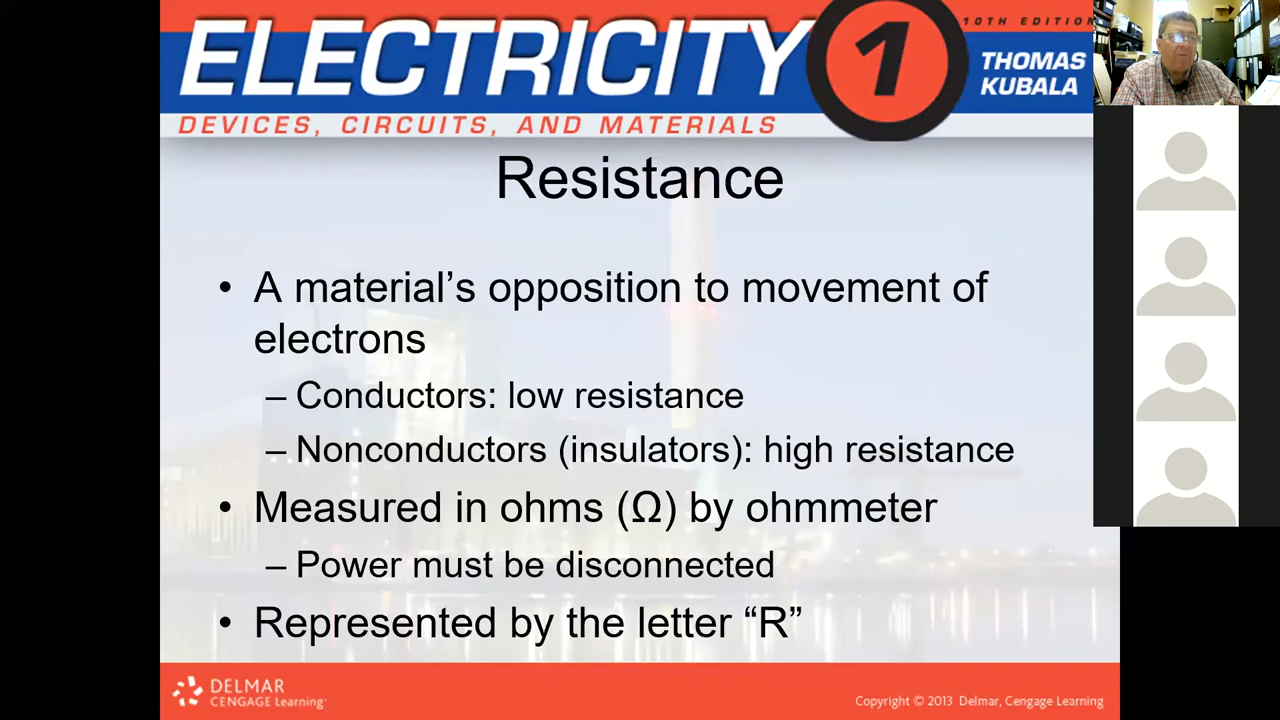 ELECTRICITY 1
10TH EDITION
THOMAS
KUBALA
DEVICES, CIRCUITS, AND MATERIALS
Resistance
• A material’s opposition to movement of
electrons
– Conductors: low resistance
– Nonconductors (insulators): high resistance
• Measured in ohms (Ω) by ohmmeter
– Power must be disconnected
• Represented by the letter “R”
DELMAR
CENGAGE Learning
Copyright © 2013 Delmar, Cengage Learning